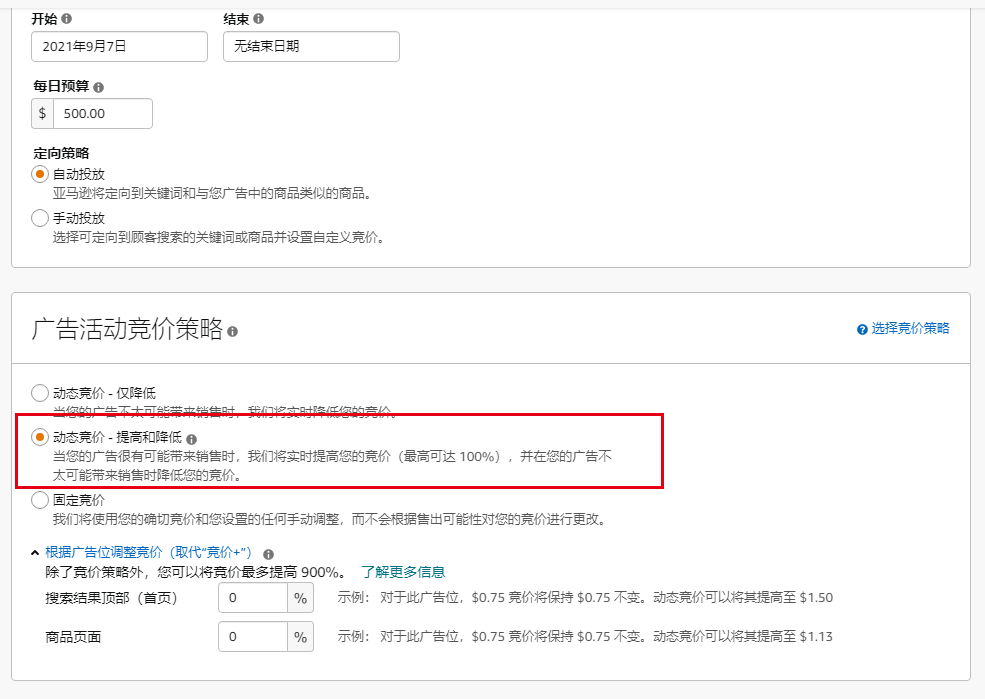 开始 结束
2021年9月7日 无结束日期
每日预算
$ 500.00
定向策略
自动投放
亚马逊将定向到关键词和与您广告中的商品类似的商品。
手动投放
选择可定向到顾客搜索的关键词或商品并设置自定义竞价。
广告活动竞价策略 选择竞价策略
动态竞价 - 仅降低
当您的广告不太可能带来销售时，我们将实时降低您的竞价。
动态竞价 - 提高和降低
当您的广告很有可能带来销售时，我们将实时提高您的竞价（最高可达 100%），并在您的广告不
太可能带来销售时降低您的竞价。
固定竞价
我们将使用您的确切竞价和您设置的任何手动调整，而不会根据售出可能性对您的竞价进行更改。
根据广告位调整竞价（取代“竞价+”）
除了竞价策略外，您可以将竞价最多提高 900%。 了解更多信息
搜索结果顶部（首页） 0 % 示例： 对于此广告位，$0.75 竞价将保持 $0.75 不变。动态竞价可以将其提高至 $1.50
商品页面 0 % 示例： 对于此广告位，$0.75 竞价将保持 $0.75 不变。动态竞价可以将其提高至 $1.13